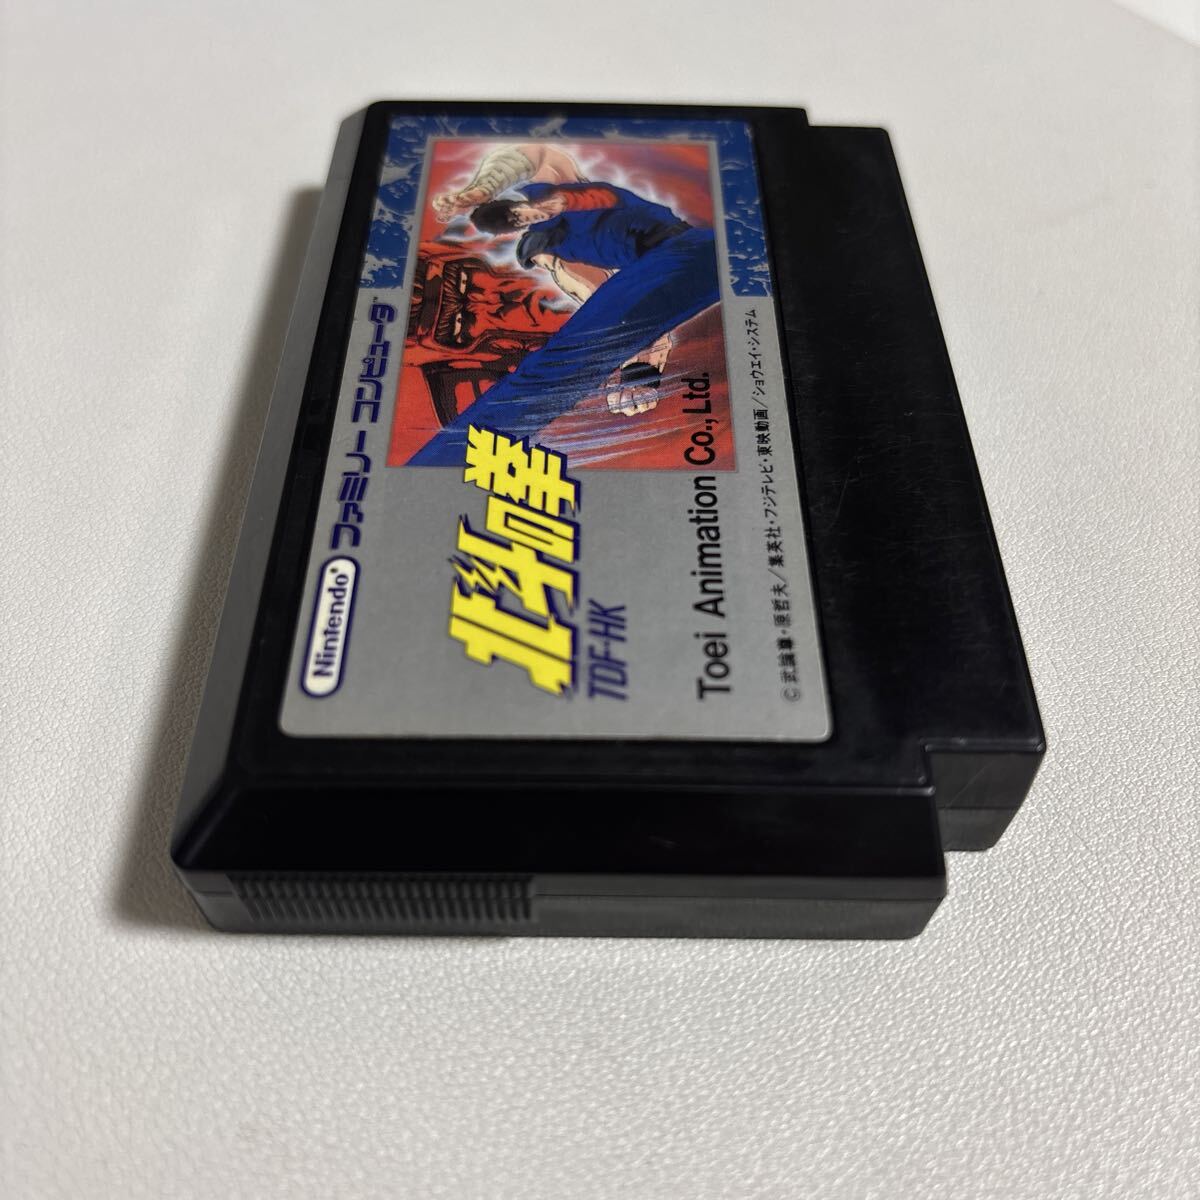 Nintendo®
ファミリー コンピュータ™
北斗の拳
TDF-HK
Toei Animation Co., Ltd.
© 武論尊・原哲夫／集英社・フジテレビ・東映動画／ショウエイ・システム